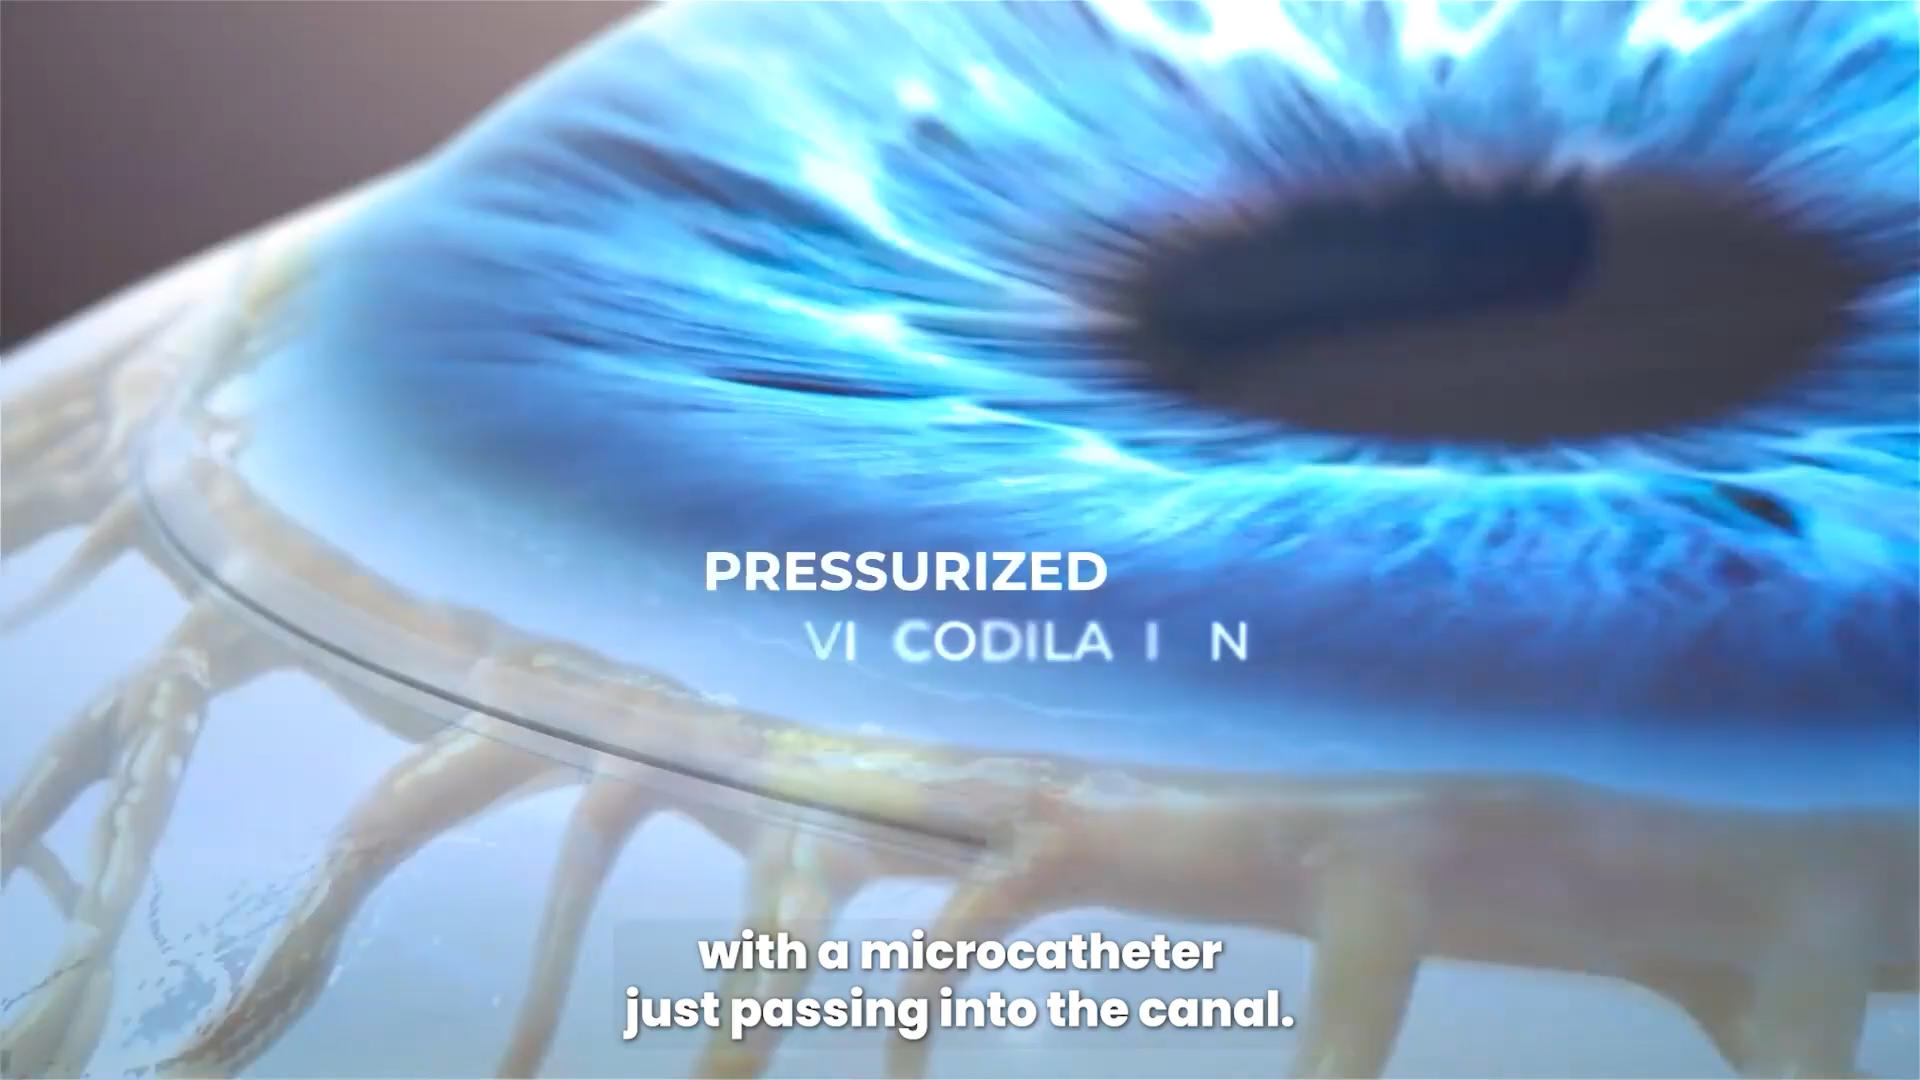 PRESSURIZED
VI CODILA I N
with a microcatheter
just passing into the canal.